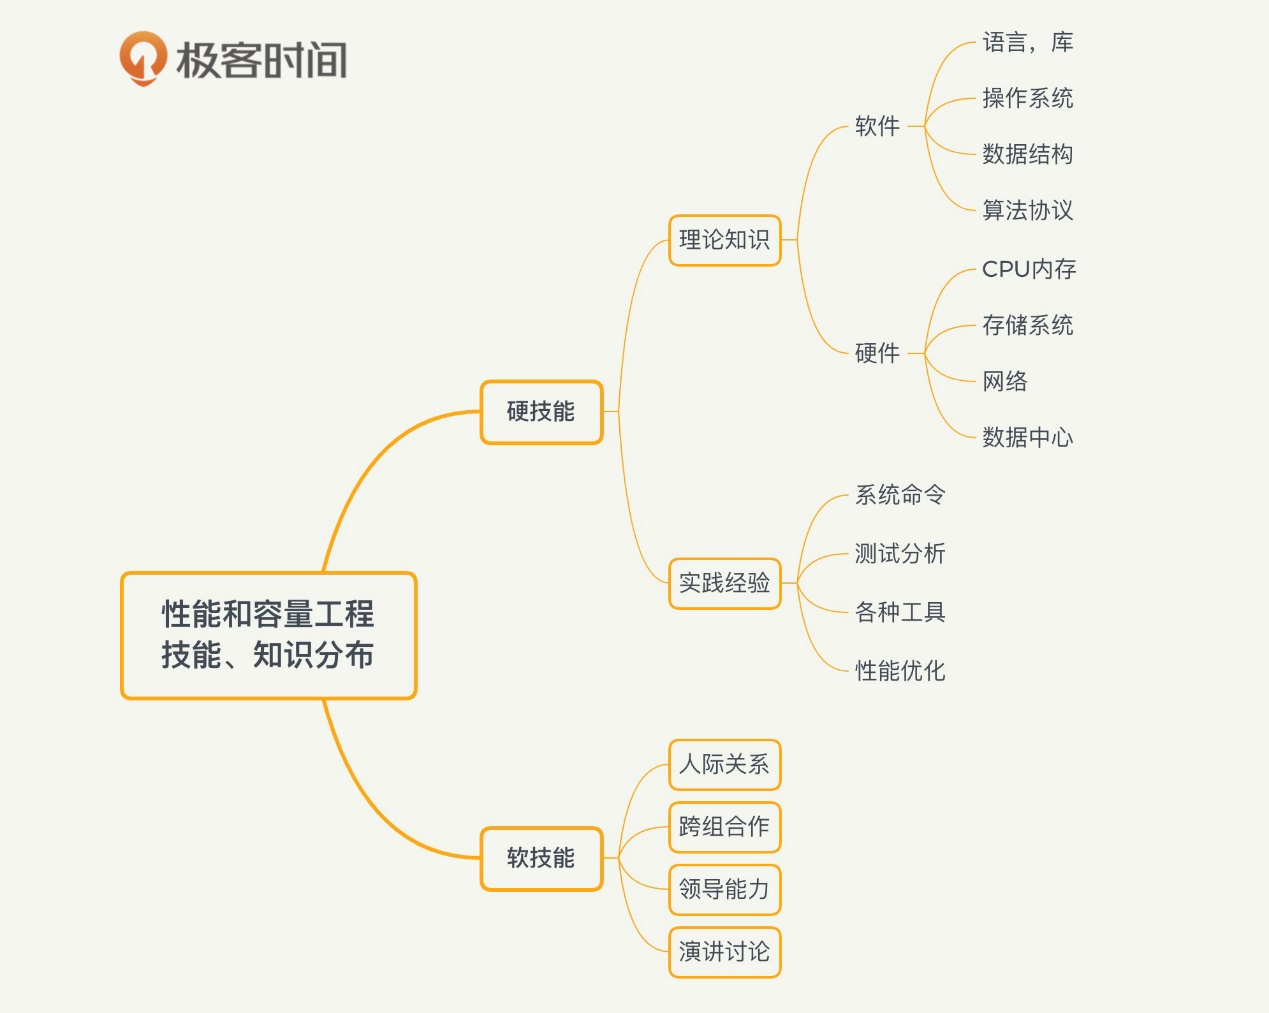 极客时间
语言，库
操作系统
软件
数据结构
算法协议
理论知识
CPU内存
存储系统
硬件
网络
数据中心
硬技能
系统命令
测试分析
实践经验
各种工具
性能优化
性能和容量工程
技能、知识分布
人际关系
跨组合作
软技能
领导能力
演讲讨论